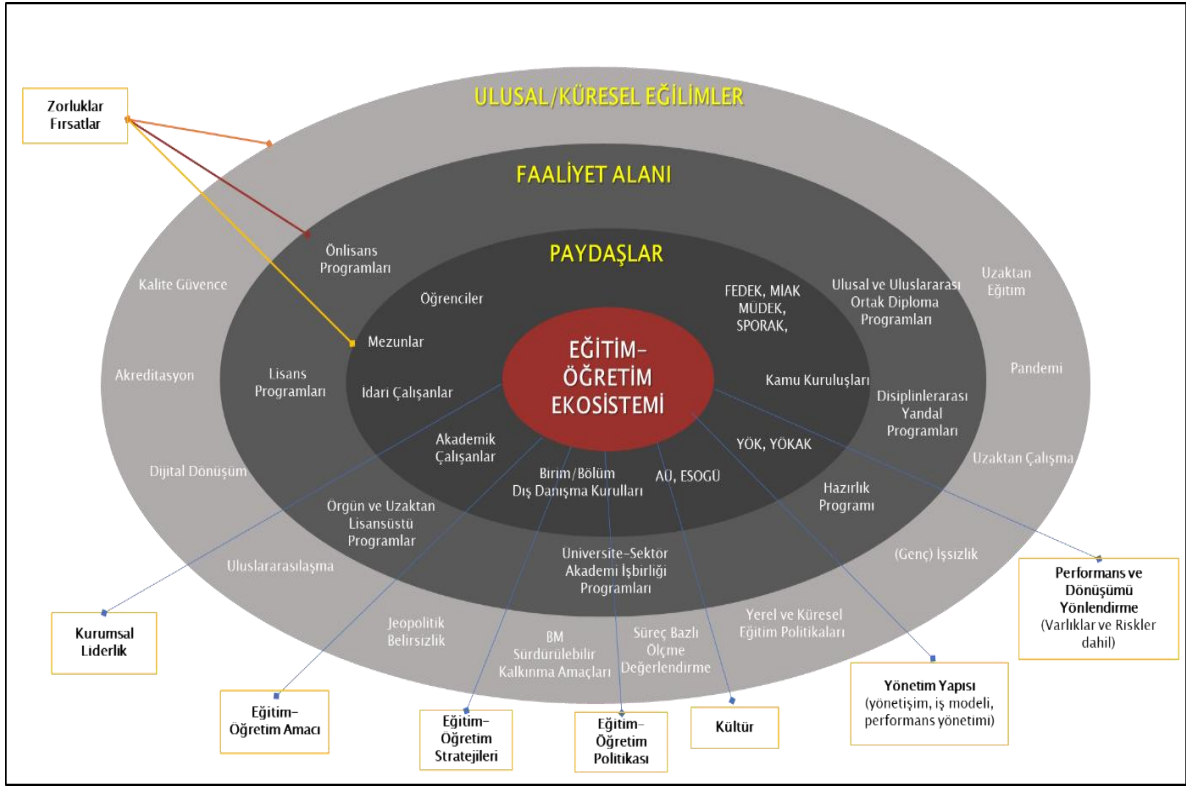 ULUSAL/KÜRESEL EĞİLİMLER
Zorluklar
Fırsatlar
FAALİYET ALANI
PAYDAŞLAR
Önlisans
Programları
Kalite Güvence
Öğrenciler
FEDEK, MİAK
MÜDEK,
SPORAK,
Ulusal ve Uluslararası
Ortak Diploma
Programları
Uzaktan
Eğitim
Mezunlar
EĞİTİM-
ÖĞRETİM
EKOSİSTEMİ
Akreditasyon
Lisans
Programları
İdari Çalışanlar
Kamu Kuruluşları
Pandemi
Disiplinlerarası
Yandal
Programları
Akademik
Çalışanlar
YÖK, YÖKAK
Uzaktan Çalışma
Dijital Dönüşüm
Birim/Bölüm
Dış Danışma Kurulları
AÜ, ESOGÜ
Hazırlık
Programı
Örgün ve Uzaktan
Lisansüstü
Programlar
Universite-Sektör
Akademi İşbirliği
Programları
(Genç) İşsizlik
Uluslararasılaşma
Jeopolitik
Belirsizlik
BM
Sürdürülebilir
Kalkınma Amaçları
Süreç Bazlı
Ölçme
Değerlendirme
Yerel ve Küresel
Eğitim Politikaları
Kurumsal
Liderlik
Eğitim-
Öğretim Amacı
Eğitim-
Öğretim
Stratejileri
Eğitim-
Öğretim
Politikası
Kültür
Yönetim Yapısı
(yönetişim, iş modeli,
performans yönetimi)
Performans ve
Dönüşümü
Yönlendirme
(Varlıklar ve Riskler
dahil)